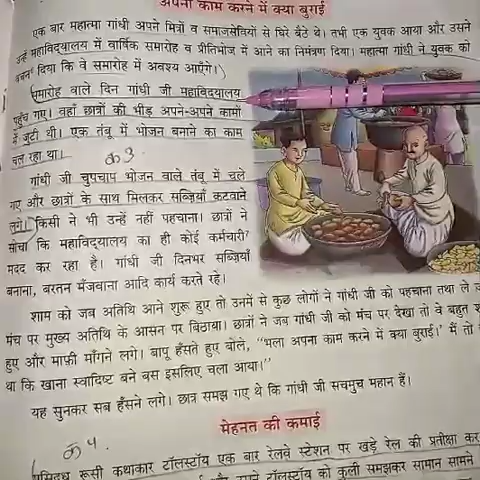 अपना काम करने में क्या बुराई
एक बार महात्मा गांधी अपने मित्रों व समाजसेवियों से घिरे बैठे थे। तभी एक युवक आया और उसने
उन्हें महाविद्यालय में वार्षिक समारोह व प्रीतिभोज में आने का निमंत्रण दिया। महात्मा गांधी ने युवक को
वचन दिया कि वे समारोह में अवश्य आएँगे।
समारोह वाले दिन गांधी जी महाविद्यालय
पहुँच गए। वहाँ छात्रों की भीड़ अपने-अपने कामों
में जुटी थी। एक तंबू में भोजन बनाने का काम
चल रहा था।
क 3
गांधी जी चुपचाप भोजन वाले तंबू में चले
गए और छात्रों के साथ मिलकर सब्ज़ियाँ कटवाने
लगे। किसी ने भी उन्हें नहीं पहचाना। छात्रों ने
सोचा कि महाविद्यालय का ही कोई कर्मचारी
मदद कर रहा है। गांधी जी दिनभर सब्ज़ियाँ
बनाना, बरतन मँजवाना आदि कार्य करते रहे।
शाम को जब अतिथि आने शुरू हुए तो उनमें से कुछ लोगों ने गांधी जी को पहचाना तथा ले
मंच पर मुख्य अतिथि के आसन पर बिठाया। छात्रों ने जब गांधी जी को मंच पर देखा तो वे बहुत
हुए और माफ़ी माँगने लगे। बापू हँसते हुए बोले, "भला अपना काम करने में क्या बुराई।' मैं तो
था कि खाना स्वादिष्ट बने बस इसलिए चला आया।"
यह सुनकर सब हँसने लगे। छात्र समझ गए थे कि गांधी जी सचमुच महान हैं।
मेहनत की कमाई
क 4
प्रसिद्ध रूसी कथाकार टॉलस्टॉय एक बार रेलवे स्टेशन पर खड़े रेल की प्रतीक्षा कर
टॉलस्टॉय को कुली समझकर सामान सामने